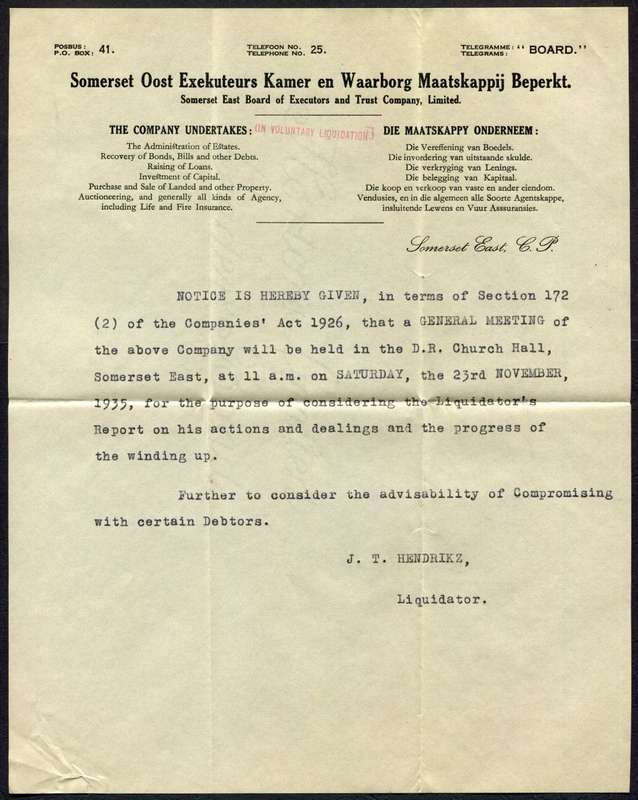 POSBUS:
P.O. BOX: 41.
TELEFOON NO.
TELEPHONE NO. 25.
TELEGRAMME:
TELEGRAMS: "BOARD."
Somerset Oost Exekuteurs Kamer en Waarborg Maatskappij Beperkt.
Somerset East Board of Executors and Trust Company, Limited.
THE COMPANY UNDERTAKES:
The Administration of Estates.
Recovery of Bonds, Bills and other Debts.
Raising of Loans.
Investment of Capital.
Purchase and Sale of Landed and other Property.
Auctioneering, and generally all kinds of Agency,
including Life and Fire Insurance.
(IN VOLUNTARY LIQUIDATION)
DIE MAATSKAPPY ONDERNEEM:
Die Vereffening van Boedels.
Die invordering van uitstaande skulde.
Die verkryging van Lenings.
Die belegging van Kapitaal.
Die koop en verkoop van vaste en ander eiendom.
Vendusies, en in die algemeen alle Soorte Agentskappe,
insluitende Lewens en Vuur Asssuransies.
Somerset East, C.P.
NOTICE IS HEREBY GIVEN, in terms of Section 172
(2) of the Companies' Act 1926, that a GENERAL MEETING of
the above Company will be held in the D.R. Church Hall,
Somerset East, at 11 a.m. on SATURDAY, the 23rd NOVEMBER,
1935, for the purpose of considering the Liquidator's
Report on his actions and dealings and the progress of
the winding up.
Further to consider the advisability of Compromising
with certain Debtors.
J. T. HENDRIKZ,
Liquidator.